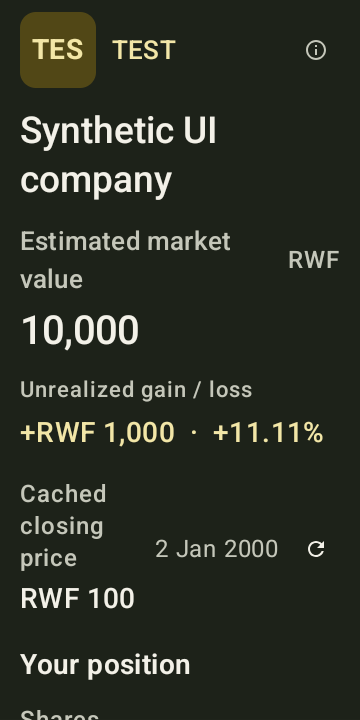 TES TEST
Synthetic UI
company
Estimated market
value
RWF
10,000
Unrealized gain / loss
+RWF 1,000 · +11.11%
Cached
closing
price
2 Jan 2000
RWF 100
Your position
Shares